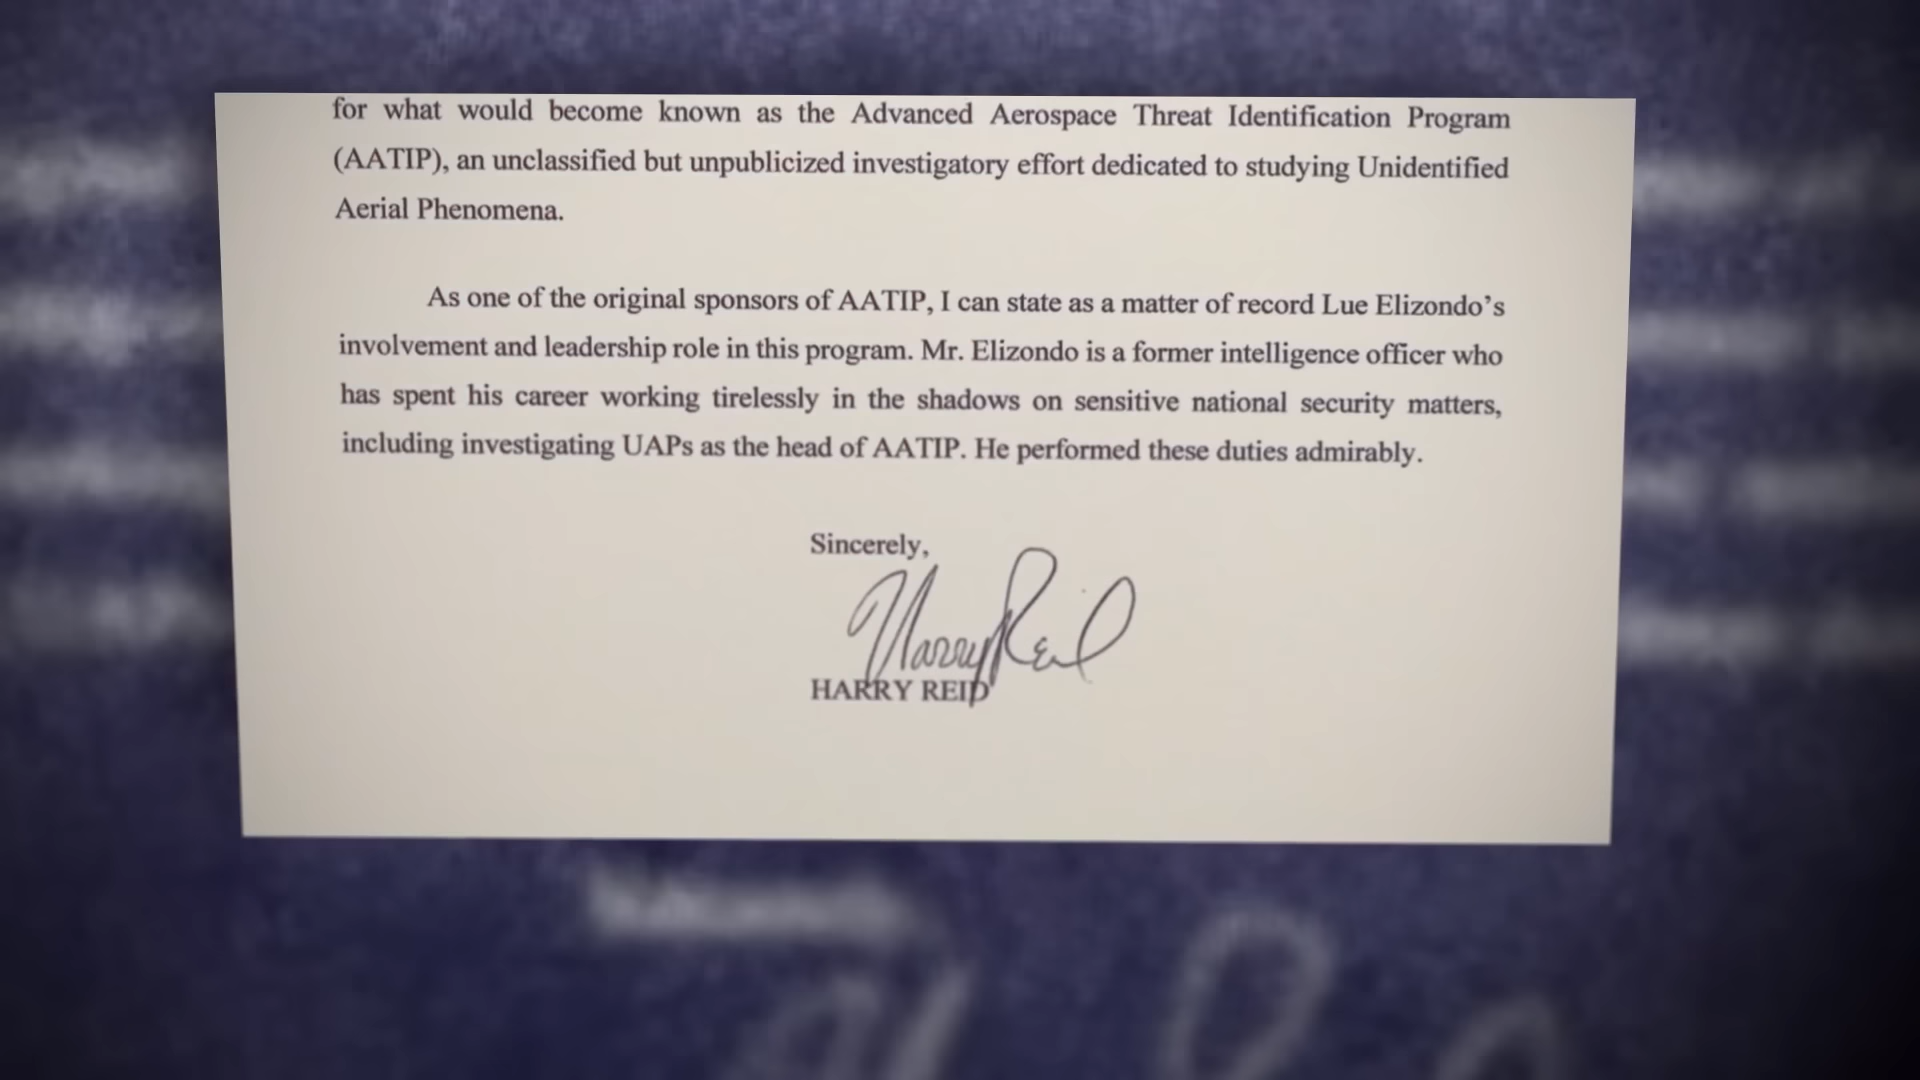 for what would become known as the Advanced Aerospace Threat Identification Program
(AATIP), an unclassified but unpublicized investigatory effort dedicated to studying Unidentified
Aerial Phenomena.
As one of the original sponsors of AATIP, I can state as a matter of record Lue Elizondo’s
involvement and leadership role in this program. Mr. Elizondo is a former intelligence officer who
has spent his career working tirelessly in the shadows on sensitive national security matters,
including investigating UAPs as the head of AATIP. He performed these duties admirably.
Sincerely,
Harry Reid
HARRY REID